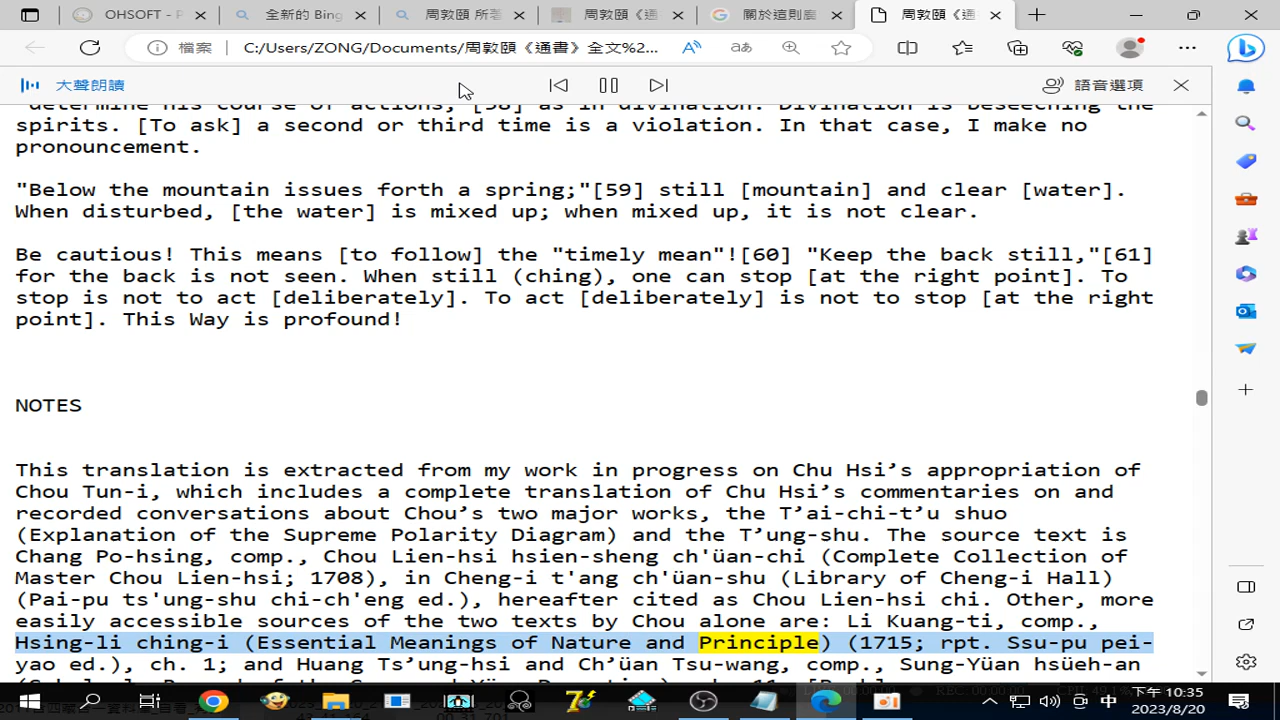 OHSOFT - P
全新的 Bing
周敦頤 所著
周敦頤《通
關於這則廟
周敦頤《通
檔案
C:/Users/ZONG/Documents/周敦頤《通書》全文%2...
大聲朗讀
語音選項
determine his course of actions, [58] as in divination. Divination is beseeching the
spirits. [To ask] a second or third time is a violation. In that case, I make no
pronouncement.
"Below the mountain issues forth a spring;"[59] still [mountain] and clear [water].
When disturbed, [the water] is mixed up; when mixed up, it is not clear.
Be cautious! This means [to follow] the "timely mean"![60] "Keep the back still,"[61]
for the back is not seen. When still (ching), one can stop [at the right point]. To
stop is not to act [deliberately]. To act [deliberately] is not to stop [at the right
point]. This Way is profound!
NOTES
This translation is extracted from my work in progress on Chu Hsi’s appropriation of
Chou Tun-i, which includes a complete translation of Chu Hsi’s commentaries on and
recorded conversations about Chou’s two major works, the T’ai-chi-t’u shuo
(Explanation of the Supreme Polarity Diagram) and the T’ung-shu. The source text is
Chang Po-hsing, comp., Chou Lien-hsi hsien-sheng ch'üan-chi (Complete Collection of
Master Chou Lien-hsi; 1708), in Cheng-i t'ang ch'üan-shu (Library of Cheng-i Hall)
(Pai-pu ts'ung-shu chi-ch'eng ed.), hereafter cited as Chou Lien-hsi chi. Other, more
easily accessible sources of the two texts by Chou alone are: Li Kuang-ti, comp.,
Hsing-li ching-i (Essential Meanings of Nature and Principle) (1715; rpt. Ssu-pu pei-
yao ed.), ch. 1; and Huang Ts’ung-hsi and Ch’üan Tsu-wang, comp., Sung-Yüan hsüeh-an
中
下午 10:35
2023/8/20